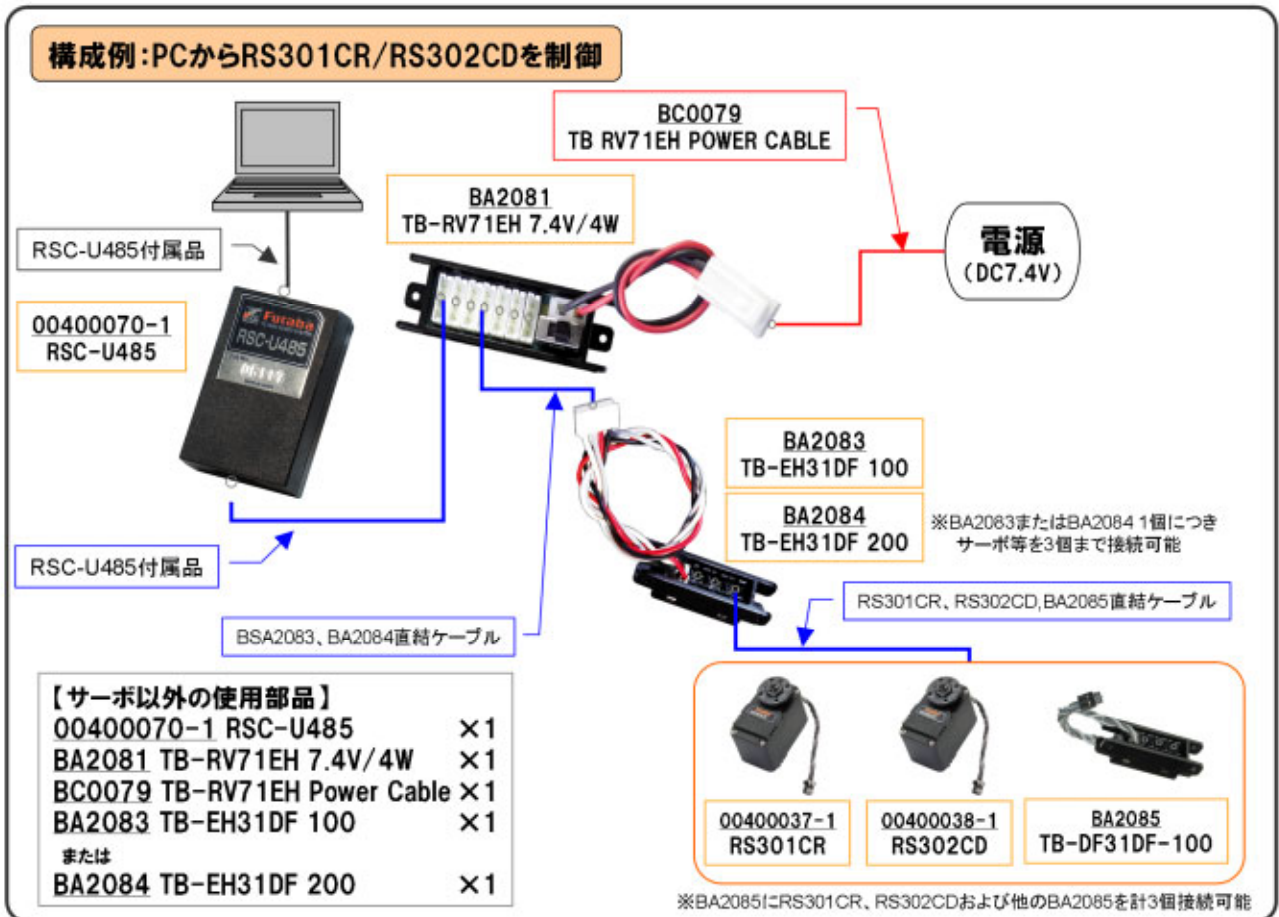 構成例:PCからRS301CR/RS302CDを制御
BC0079
TB RV71EH POWER CABLE
BA2081
TB-RV71EH 7.4V/4W
電源
(DC7.4V)
RSC-U485付属品
00400070-1
RSC-U485
Futaba
RSC-U485
BA2083
TB-EH31DF 100
BA2084
TB-EH31DF 200
※BA2083またはBA2084 1個につき
サーボ等を3個まで接続可能
RSC-U485付属品
RS301CR、RS302CD,BA2085直結ケーブル
BSA2083、BA2084直結ケーブル
【サーボ以外の使用部品】
00400070-1 RSC-U485 ×1
BA2081 TB-RV71EH 7.4V/4W ×1
BC0079 TB-RV71EH Power Cable ×1
BA2083 TB-EH31DF 100 ×1
または
BA2084 TB-EH31DF 200 ×1
00400037-1
RS301CR
00400038-1
RS302CD
BA2085
TB-DF31DF-100
※BA2085にRS301CR、RS302CDおよび他のBA2085を計3個接続可能